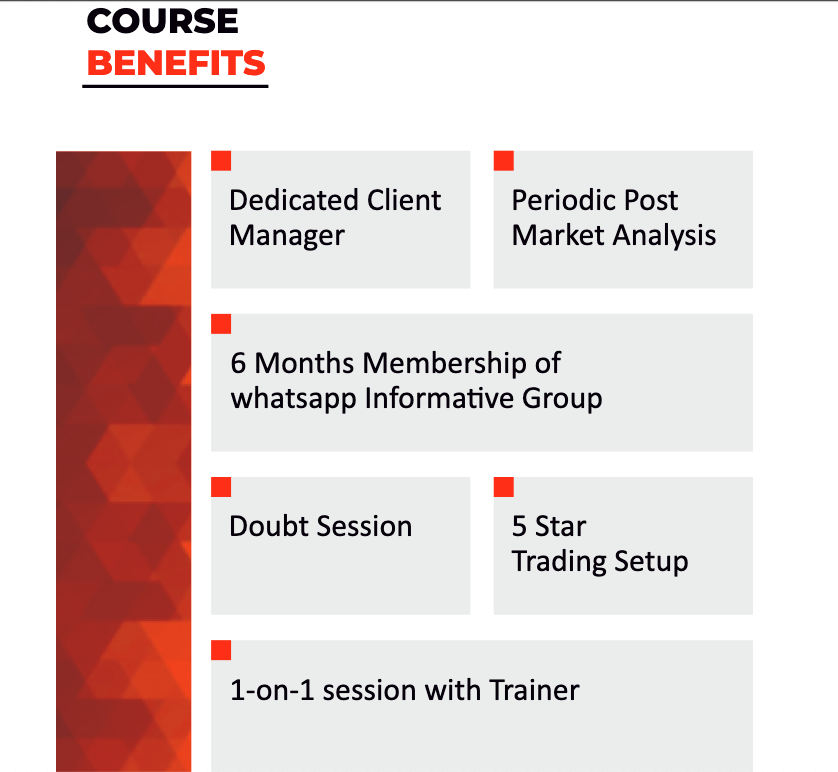 COURSE
BENEFITS
Dedicated Client
Manager
Periodic Post
Market Analysis
6 Months Membership of
whatsapp Informative Group
Doubt Session
5 Star
Trading Setup
1-on-1 session with Trainer